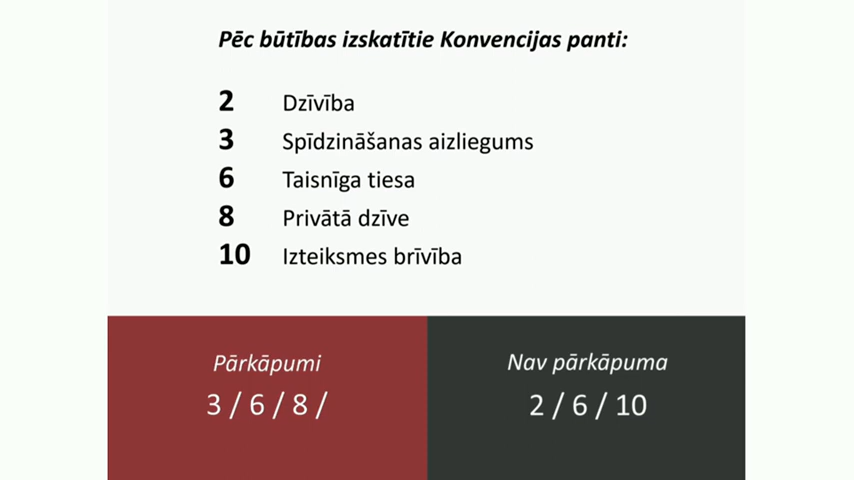 Pēc būtības izskatītie Konvencijas panti:
2 Dzīvība
3 Spīdzināšanas aizliegums
6 Taisnīga tiesa
8 Privātā dzīve
10 Izteiksmes brīvība
Pārkāpumi
3 / 6 / 8 /
Nav pārkāpuma
2 / 6 / 10